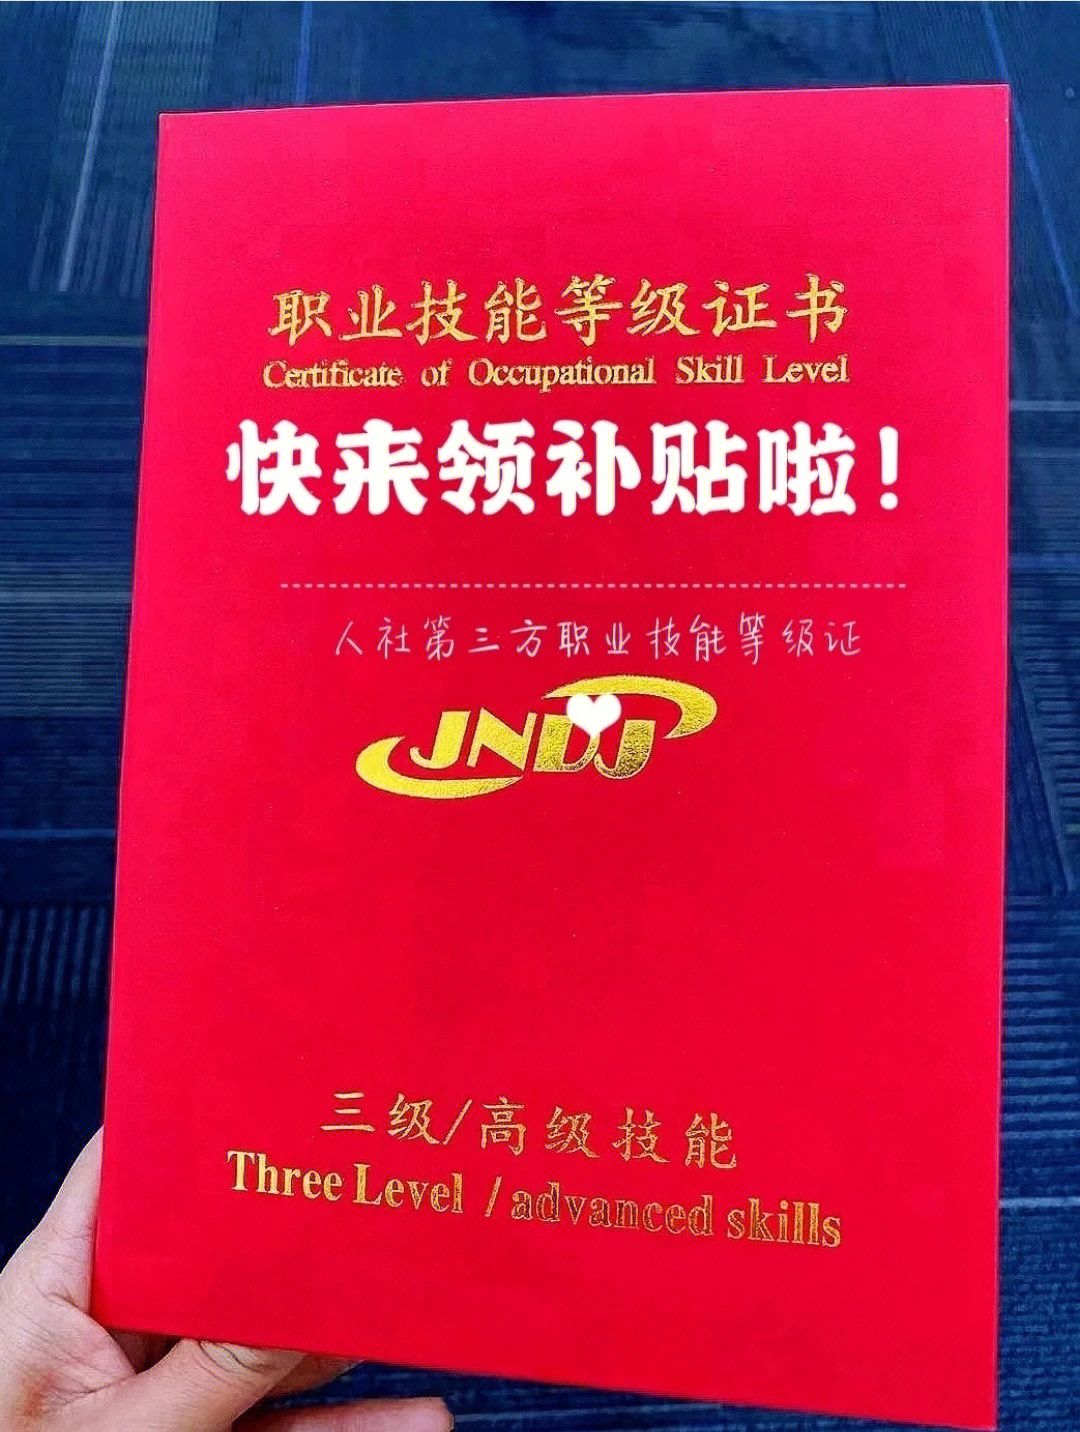 职业技能等级证书
Certificate of Occupational Skill Level
快来领补贴啦！
人社第三方职业技能等级证
JNDJ
三级/高级技能
Three Level / advanced skills